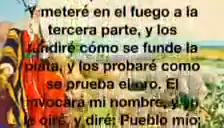 Y meteré en el fuego a la
tercera parte, y los
fundiré cómo se funde la
plata, y los probaré como
se prueba el oro. El
invocará mi nombre, y yo
le oiré, y diré: Pueblo mío;